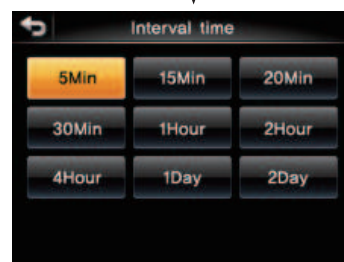 Interval time
5Min 15Min 20Min
30Min 1Hour 2Hour
4Hour 1Day 2Day